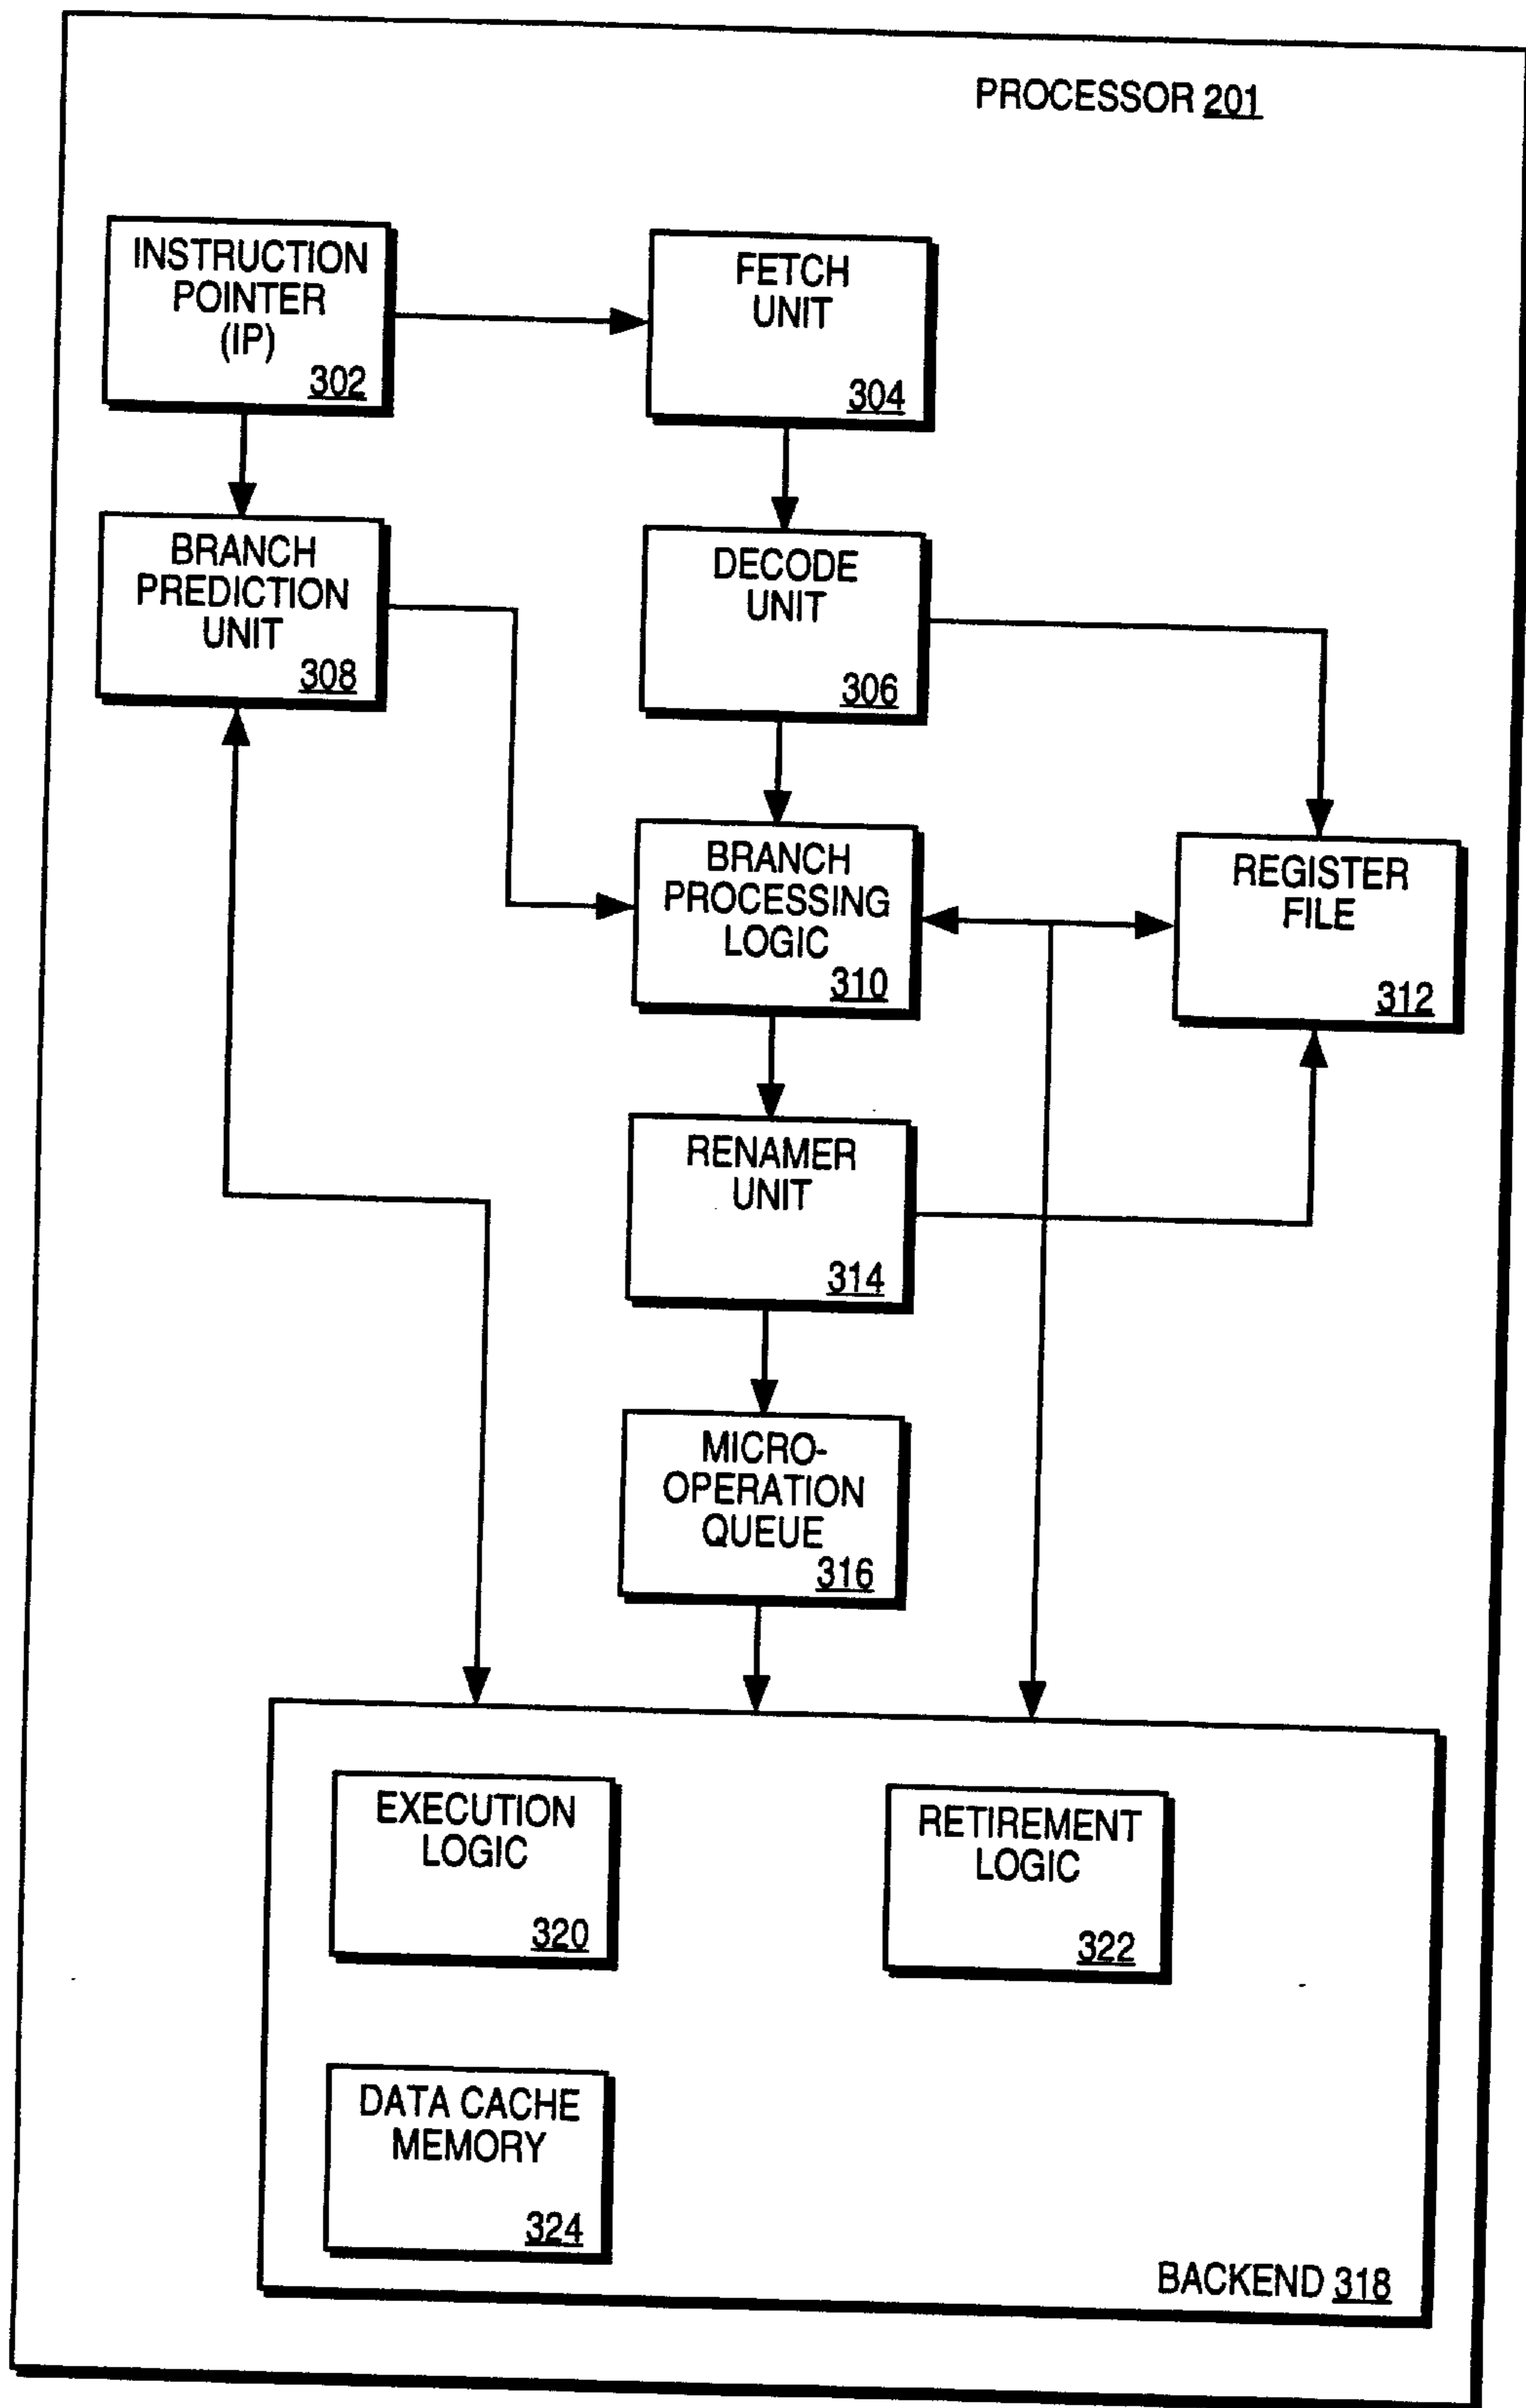 PROCESSOR 201
INSTRUCTION
POINTER
(IP)
302
FETCH
UNIT
304
BRANCH
PREDICTION
UNIT
308
DECODE
UNIT
306
BRANCH
PROCESSING
LOGIC
310
REGISTER
FILE
312
RENAMER
UNIT
314
MICRO-
OPERATION
QUEUE
316
EXECUTION
LOGIC
320
RETIREMENT
LOGIC
322
DATA CACHE
MEMORY
324
BACKEND 318